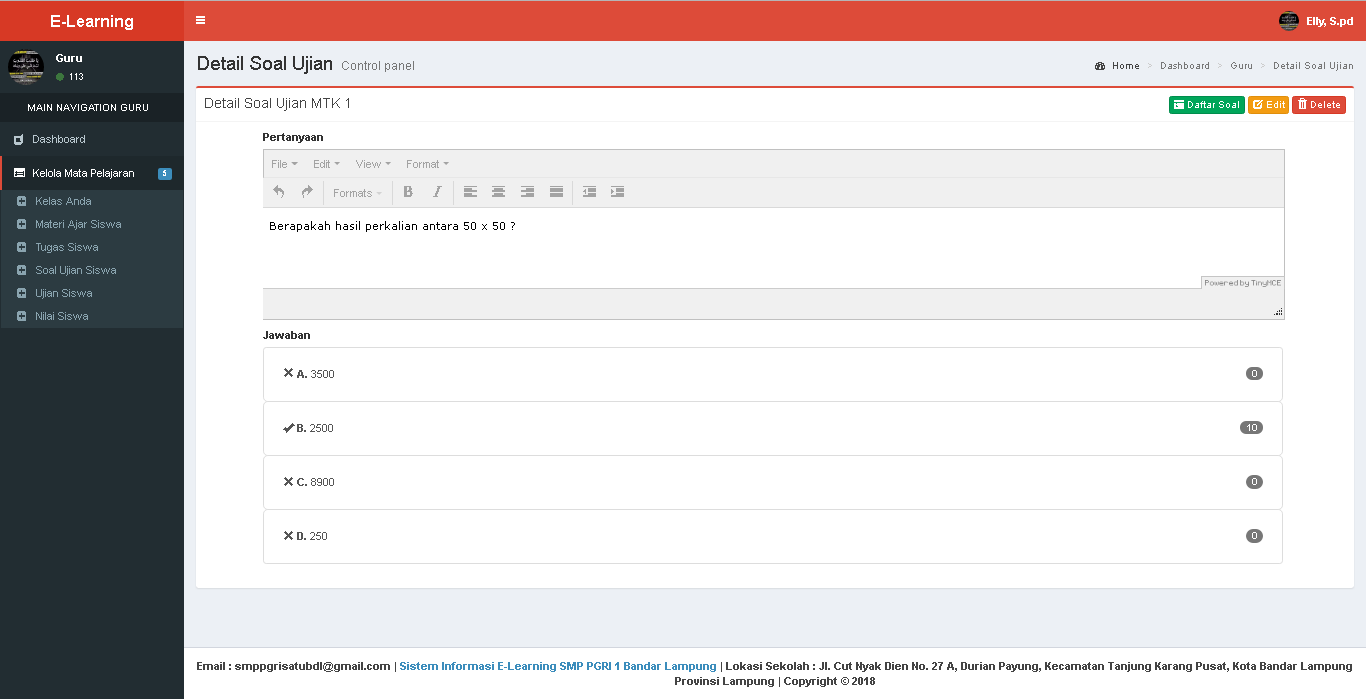 E-Learning
Elly, S.pd
Guru
113
MAIN NAVIGATION GURU
Dashboard
Kelola Mata Pelajaran 5
Kelas Anda
Materi Ajar Siswa
Tugas Siswa
Soal Ujian Siswa
Ujian Siswa
Nilai Siswa
Detail Soal Ujian Control panel
Home > Dashboard > Guru > Detail Soal Ujian
Detail Soal Ujian MTK 1
Daftar Soal Edit Delete
Pertanyaan
File Edit View Format
Formats B I
Berapakah hasil perkalian antara 50 x 50 ?
Powered by TinyMCE
Jawaban
A. 3500 0
B. 2500 10
C. 8900 0
D. 250 0
Email : smppgrisatubdl@gmail.com | Sistem Informasi E-Learning SMP PGRI 1 Bandar Lampung | Lokasi Sekolah : Jl. Cut Nyak Dien No. 27 A, Durian Payung, Kecamatan Tanjung Karang Pusat, Kota Bandar Lampung
Provinsi Lampung | Copyright © 2018